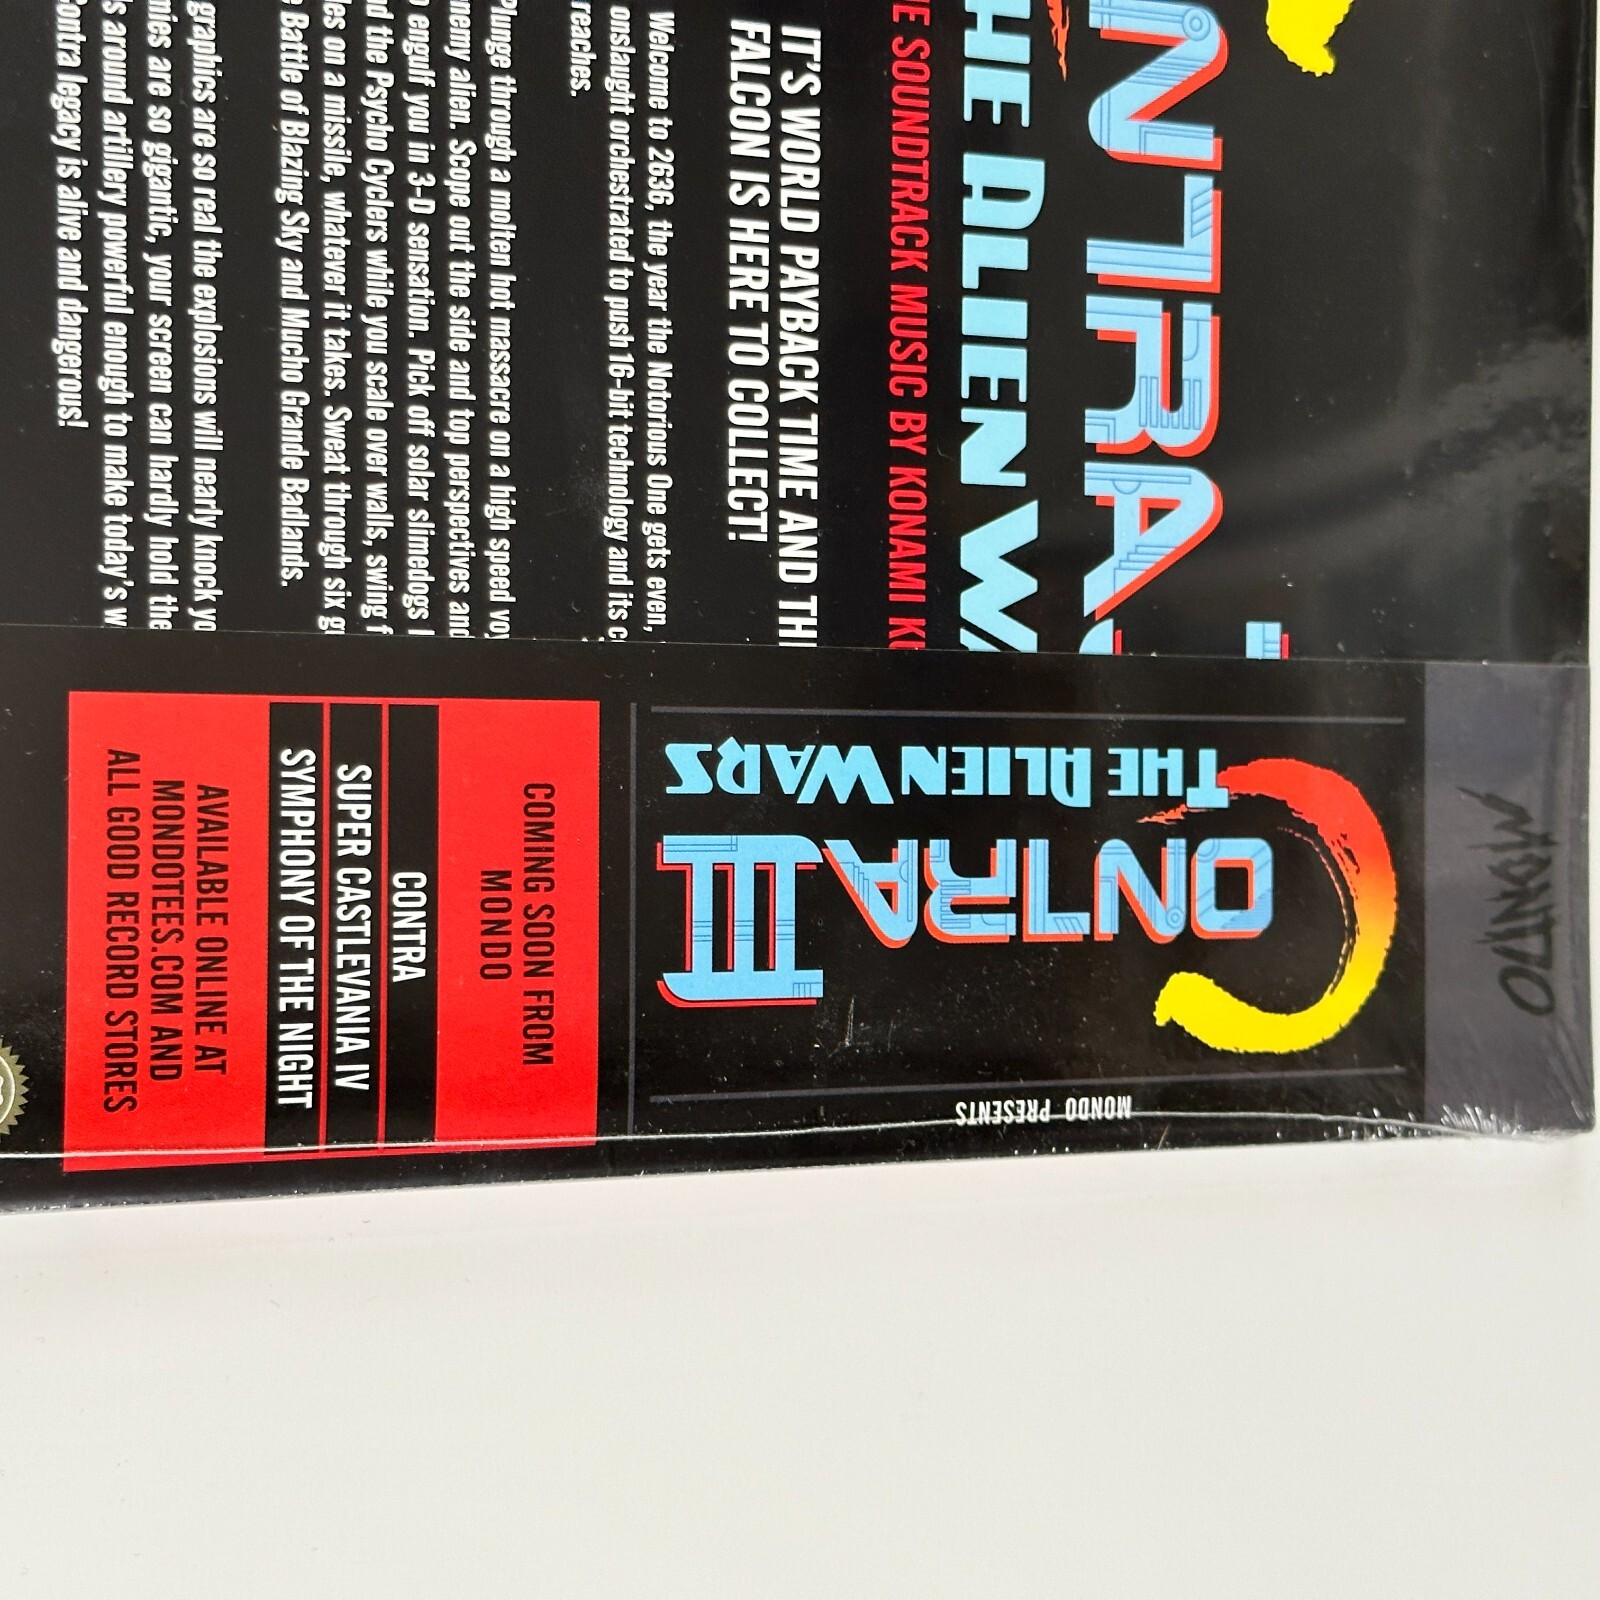 ONTRA
THE ALIEN WA
SOUNDTRACK MUSIC BY KONAMI
IT'S WORLD PAYBACK TIME AND TH
FALCON IS HERE TO COLLECT!
Welcome to 2636, the year the Notorious One gets even,
onslaught orchestrated to push 16-bit technology and its
reaches.
Plunge through a molten hot massacre on a high speed voy
enemy alien. Scope out the side and top perspectives and
engulf you in 3-D sensation. Pick off solar slimedogs
the Psycho Cyclers while you scale over walls, swing
on a missile, whatever it takes. Sweat through six
Battle of Blazing Sky and Mucho Grande Badlands.
graphics are so real the explosions will nearly knock yo
are so gigantic, your screen can hardly hold the
around artillery powerful enough to make today's w
Contra legacy is alive and dangerous!
MONDO PRESENTS
CONTRA III
THE ALIEN WARS
MONDO
COMING SOON FROM
MONDO
CONTRA
SUPER CASTLEVANIA IV
SYMPHONY OF THE NIGHT
AVAILABLE ONLINE AT
MONDOTEES.COM AND
ALL GOOD RECORD STORES